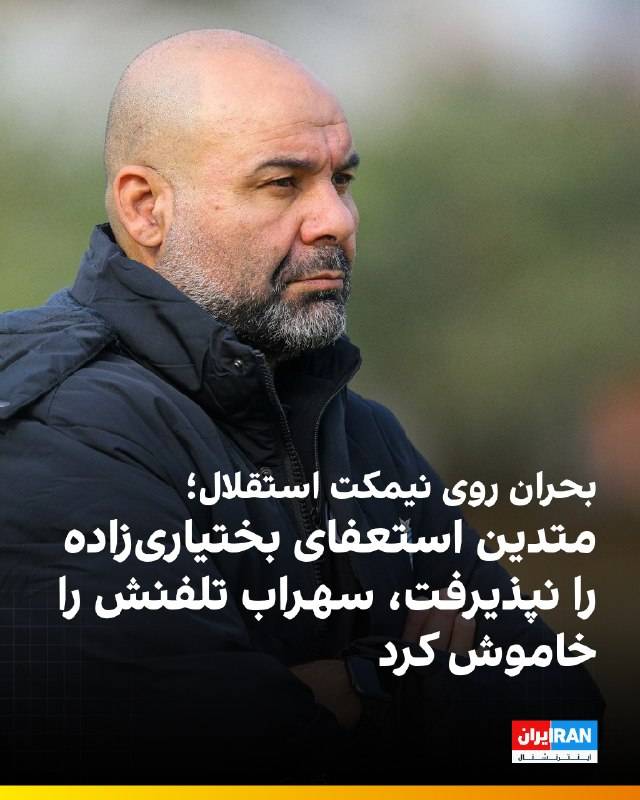 بحران روی نیمکت استقلال؛
متدین استعفای بختیاری‌زاده
را نپذیرفت، سهراب تلفنش را
خاموش کرد
ایران IRAN
اینترنشنال